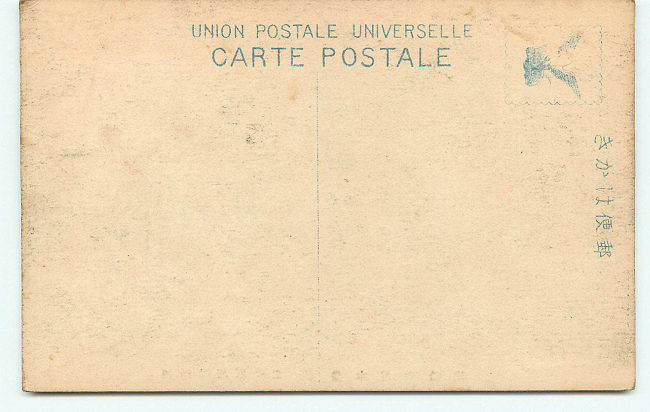 UNION POSTALE UNIVERSELLE
CARTE POSTALE
きかは便郵